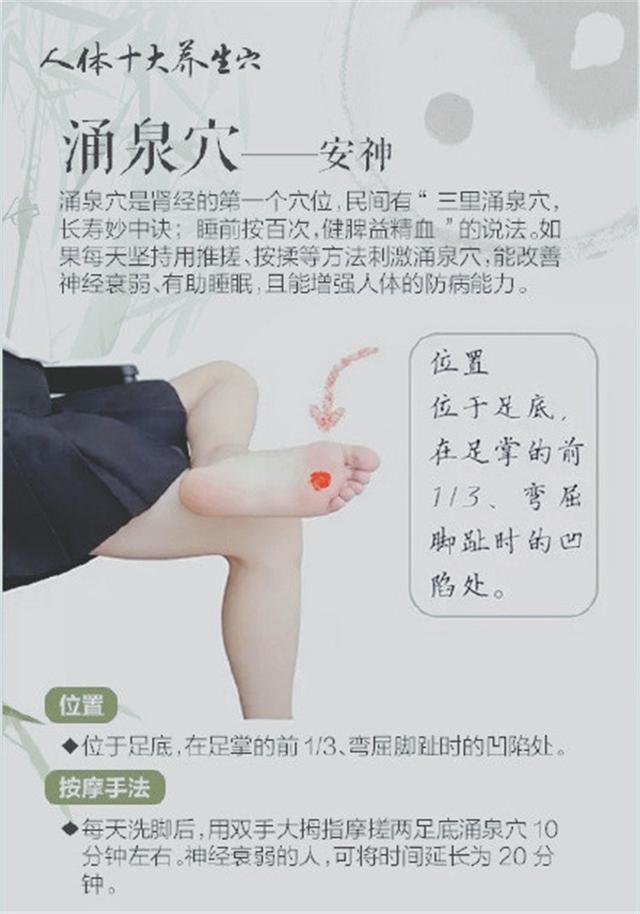 人体十大养生穴
涌泉穴——安神
涌泉穴是肾经的第一个穴位，民间有“三里涌泉穴，
长寿妙中诀；睡前按百次，健脾益精血”的说法。如
果每天坚持用推搓、按揉等方法刺激涌泉穴，能改善
神经衰弱、有助睡眠，且能增强人体的防病能力。
位置
位于足底，
在足掌的前
1/3、弯屈
脚趾时的凹
陷处。
位置
◆位于足底，在足掌的前1/3、弯屈脚趾时的凹陷处。
按摩手法
◆每天洗脚后，用双手大拇指摩搓两足底涌泉穴10
分钟左右。神经衰弱的人，可将时间延长为20分
钟。